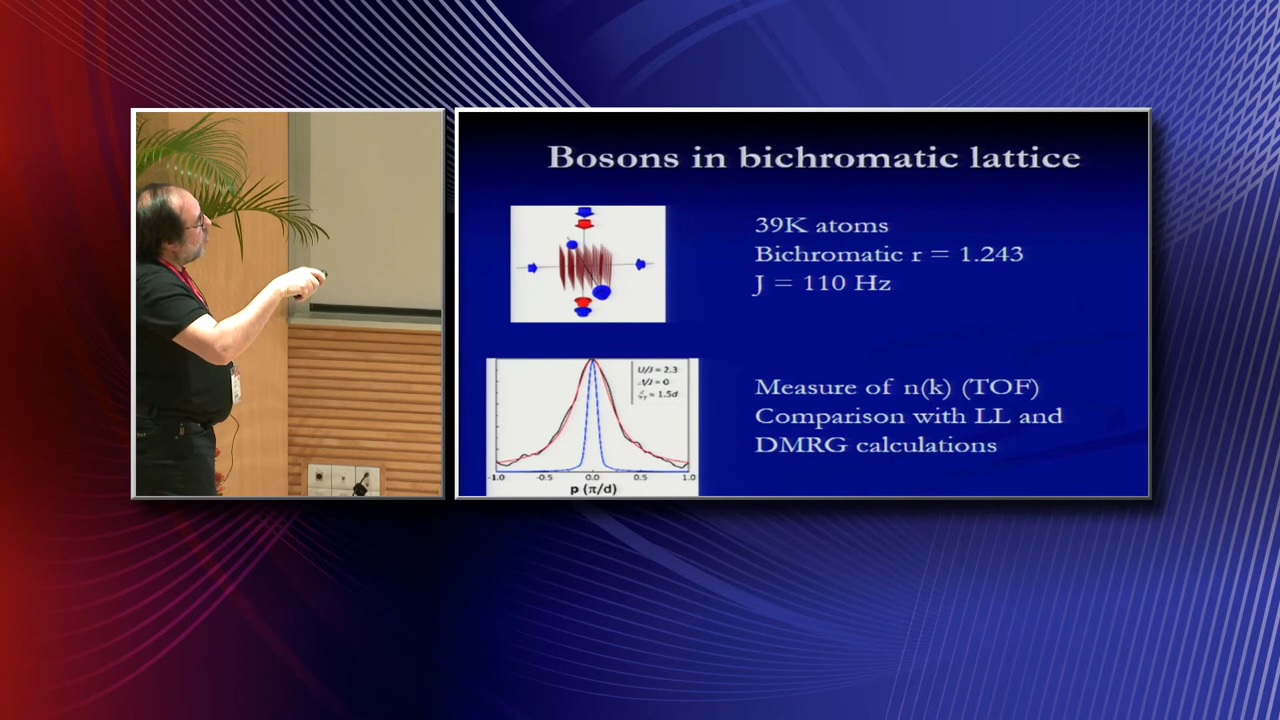 Bosons in bichromatic lattice
39K atoms
Bichromatic r = 1.243
J = 110 Hz
U/J = 2.3
Δ/J = 0
≈ 1.5d
-1.0 -0.5 0.0 0.5 1.0
p (π/d)
Measure of n(k) (TOF)
Comparison with LL and
DMRG calculations